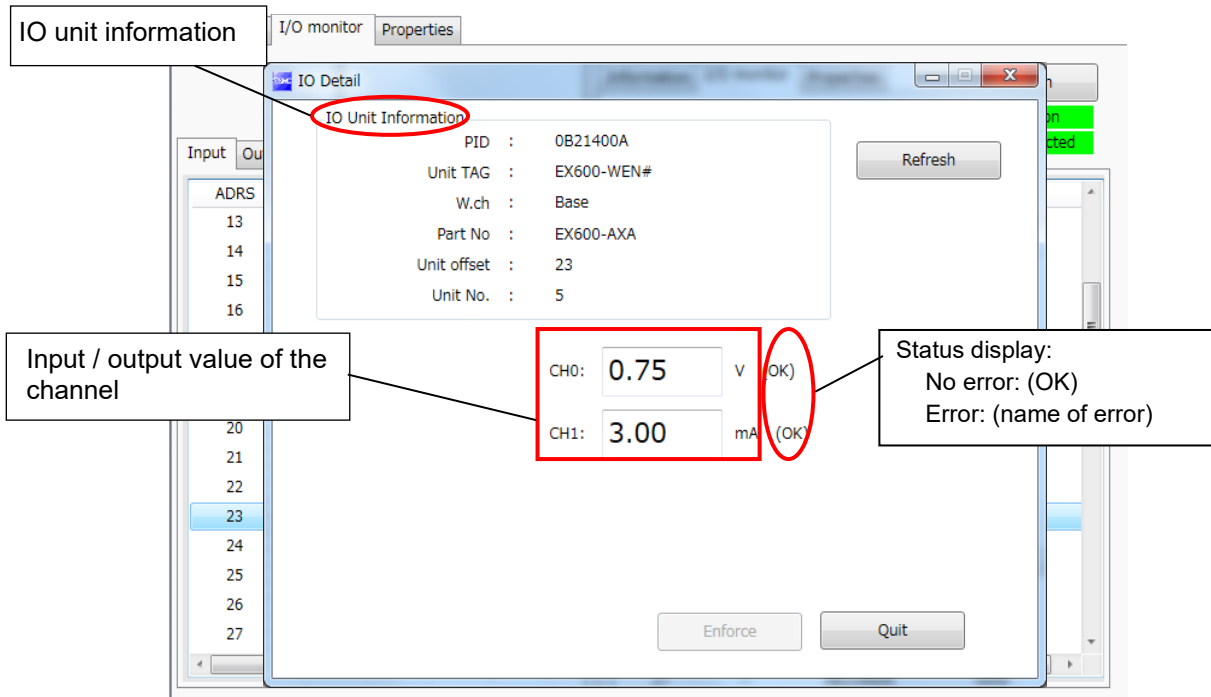 IO unit information
I/O monitor Properties
IO Detail
IO Unit Information
PID : 0B21400A
Unit TAG : EX600-WEN#
W.ch : Base
Part No : EX600-AXA
Unit offset : 23
Unit No. : 5
Refresh
Input
ADRS
13
14
15
16
Input / output value of the
channel
CH0: 0.75 V (OK)
CH1: 3.00 mA (OK)
Status display:
No error: (OK)
Error: (name of error)
20
21
22
23
24
25
26
27
Enforce Quit